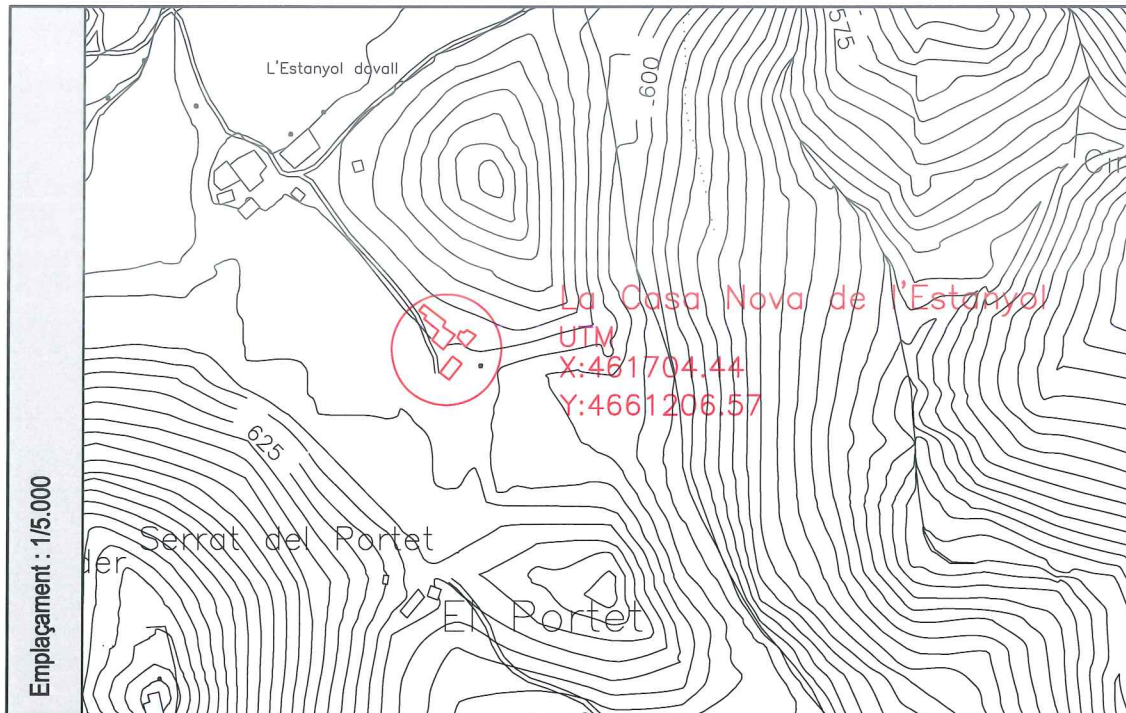 L'Estanyol davall
-600
575
La Casa Nova de l'Estanyol
UTM
X:461704.44
Y:4661206.57
625
Serrat del Portet
El Portet
Emplaçament : 1/5.000